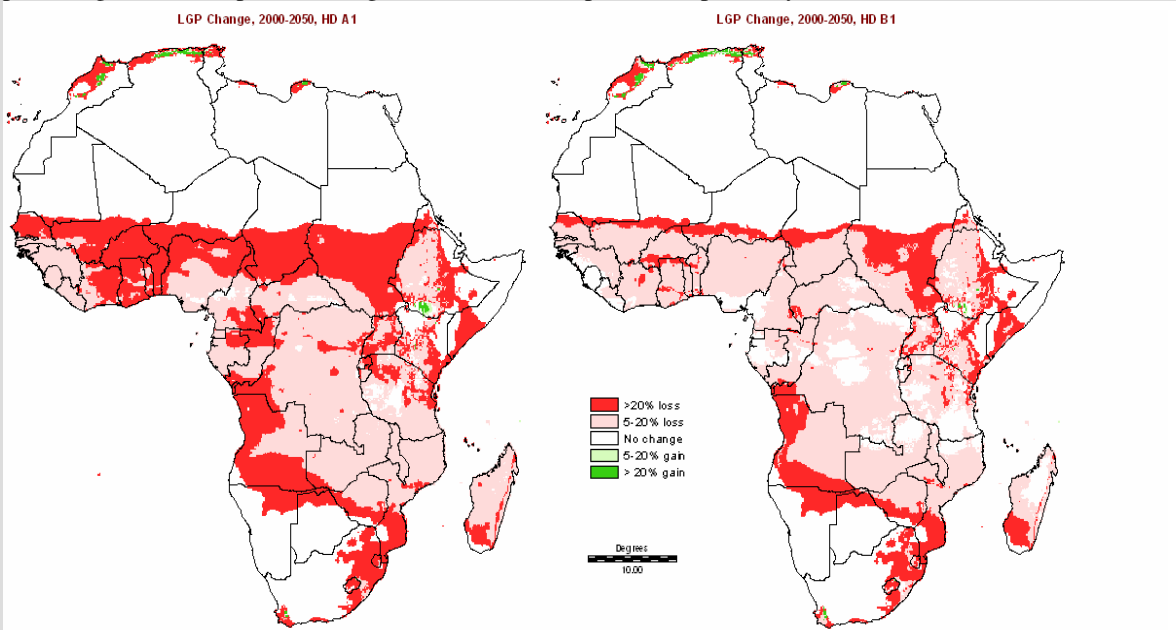 LGP Change, 2000-2050, HD A1
LGP Change, 2000-2050, HD B1
>20% loss
5-20% loss
No change
5-20% gain
> 20% gain
Degrees
10.00